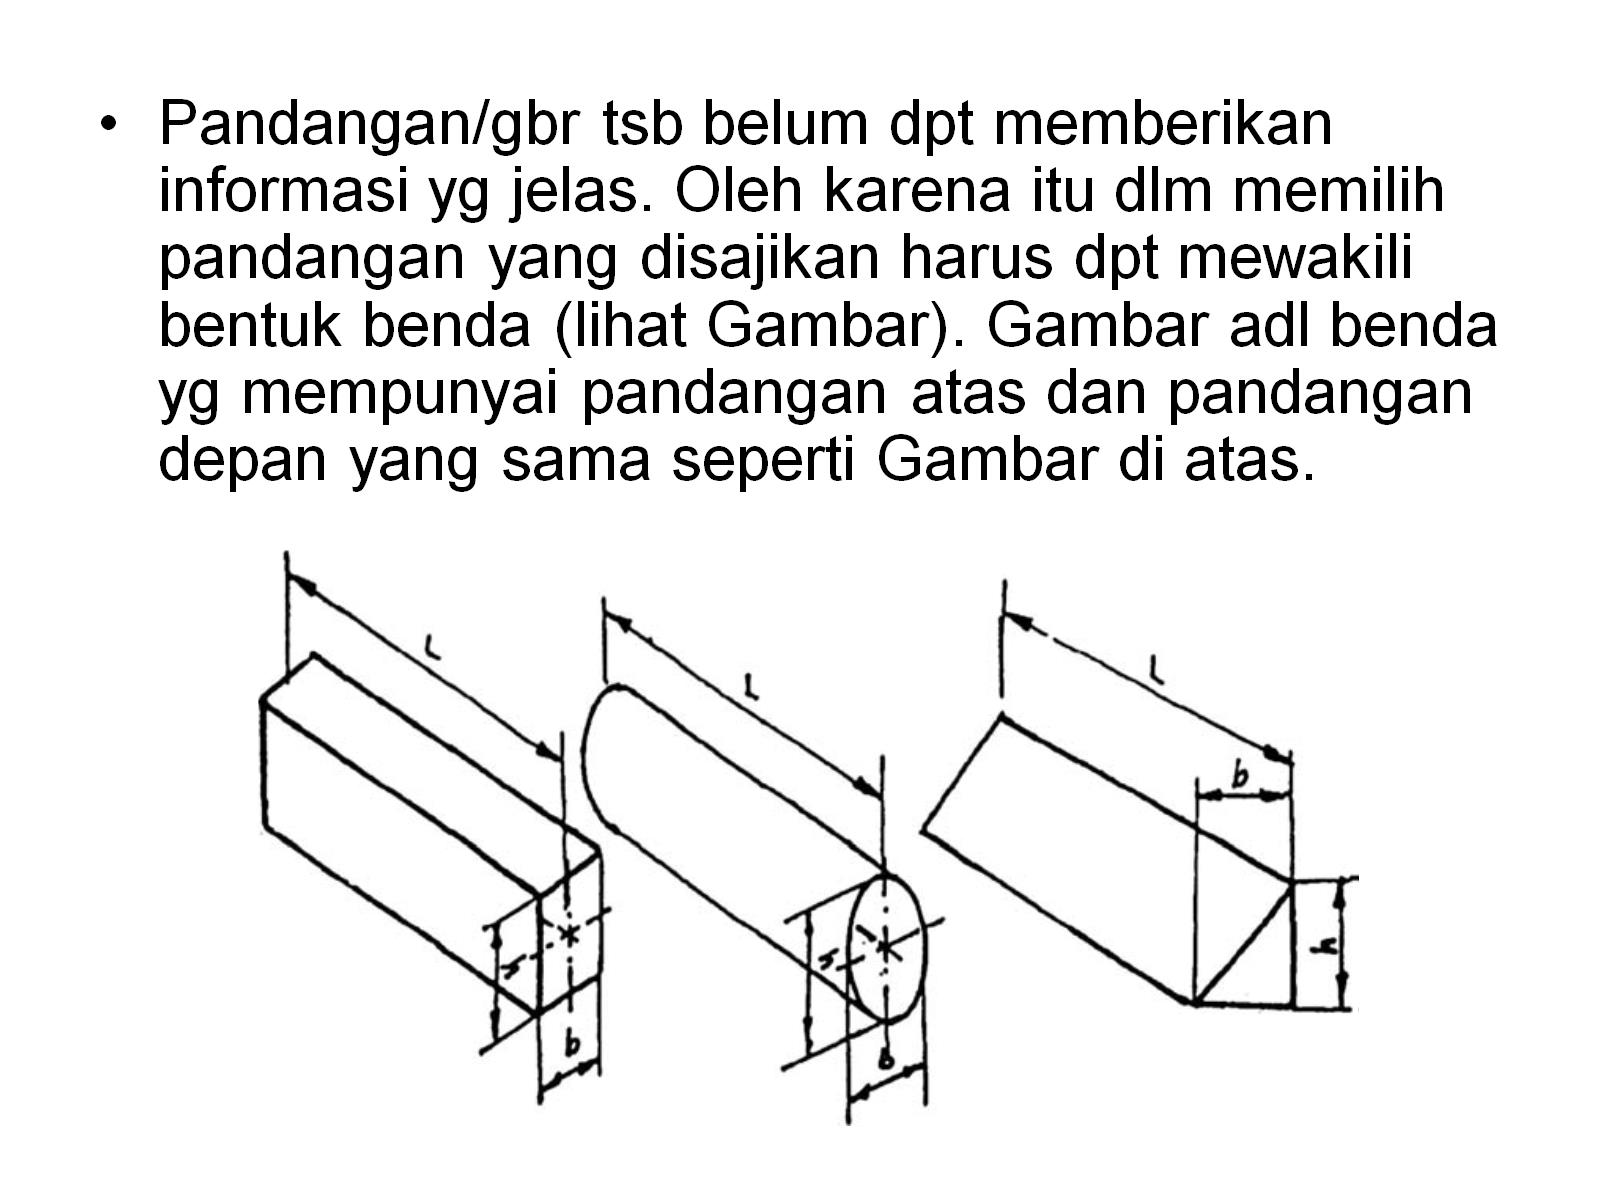 • Pandangan/gbr tsb belum dpt memberikan
informasi yg jelas. Oleh karena itu dlm memilih
pandangan yang disajikan harus dpt mewakili
bentuk benda (lihat Gambar). Gambar adl benda
yg mempunyai pandangan atas dan pandangan
depan yang sama seperti Gambar di atas.
L
L
L
b
h
h
h
b
b